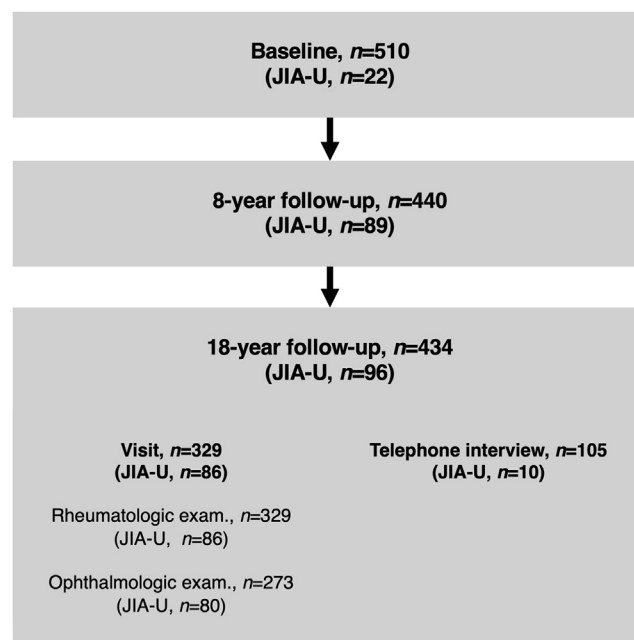 Baseline, n=510
(JIA-U, n=22)
8-year follow-up, n=440
(JIA-U, n=89)
18-year follow-up, n=434
(JIA-U, n=96)
Visit, n=329
(JIA-U, n=86)
Rheumatologic exam., n=329
(JIA-U, n=86)
Ophthalmologic exam., n=273
(JIA-U, n=80)
Telephone interview, n=105
(JIA-U, n=10)